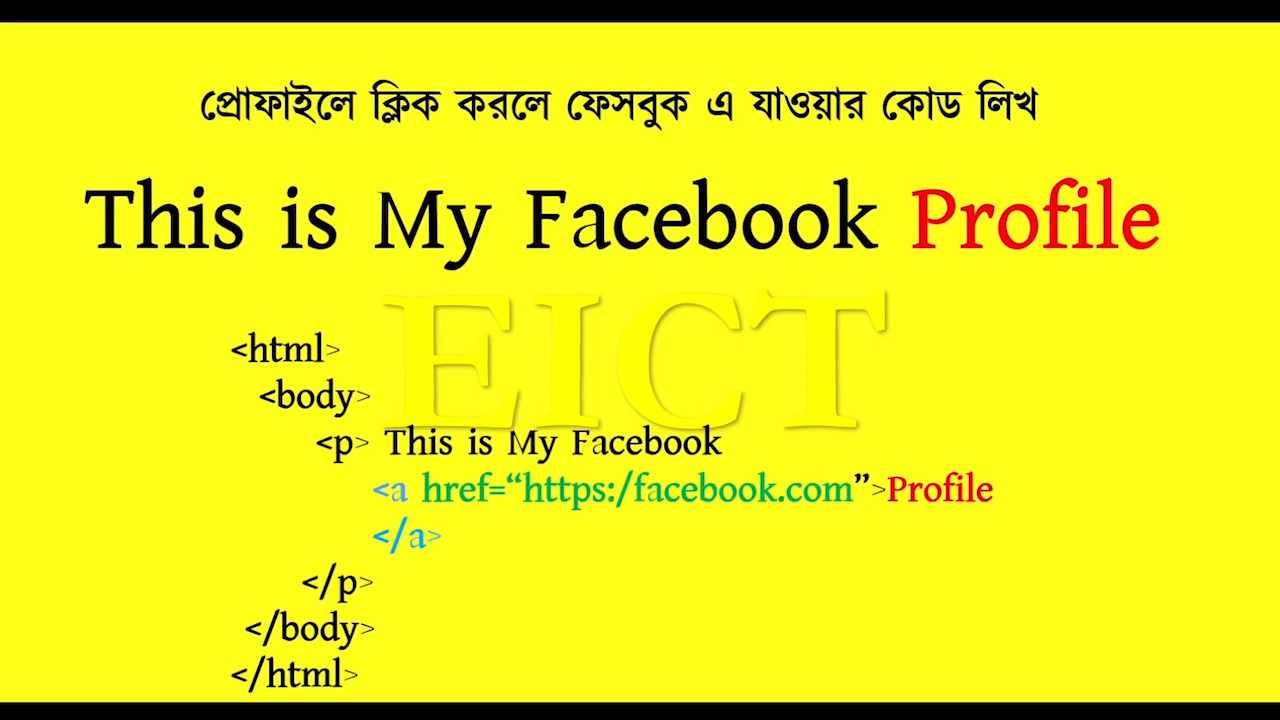 প্রোফাইলে ক্লিক করলে ফেসবুক এ যাওয়ার কোড লিখ
This is My Facebook Profile
EICT
<html>
<body>
<p> This is My Facebook
<a href=“https:/facebook.com”>Profile
</a>
</p>
</body>
</html>